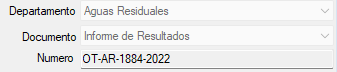 Departamento Aguas Residuales
Documento Informe de Resultados
Numero OT-AR-1884-2022